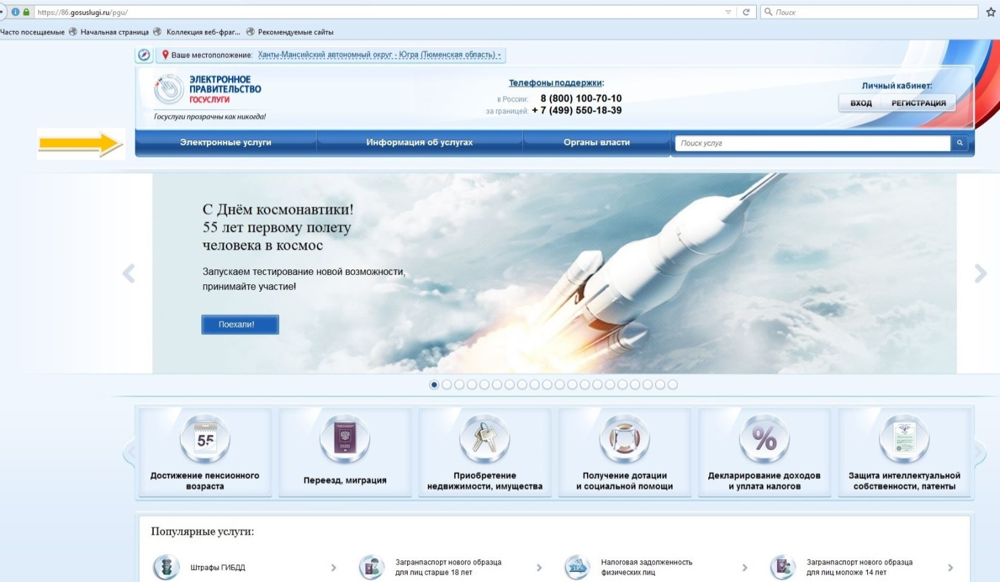 https://86.gosuslugi.ru/pgu/
Поиск
Часто посещаемые Начальная страница Коллекция веб-фраг... Рекомендуемые сайты
Ваше местоположение: Ханты-Мансийский автономный округ - Югра (Тюменская область)
ЭЛЕКТРОННОЕ
ПРАВИТЕЛЬСТВО
ГОСУСЛУГИ
Госуслуги прозрачны как никогда!
Телефоны поддержки:
в России: 8 (800) 100-70-10
за границей: + 7 (499) 550-18-39
Личный кабинет:
ВХОД РЕГИСТРАЦИЯ
Электронные услуги Информация об услугах Органы власти Поиск услуг
С Днём космонавтики!
55 лет первому полету
человека в космос
Запускаем тестирование новой возможности,
принимайте участие!
Поехали!
55
Достижение пенсионного
возраста
Переезд, миграция
Приобретение
недвижимости, имущества
Получение дотации
и социальной помощи
%
Декларирование доходов
и уплата налогов
Защита интеллектуальной
собственности, патенты
Популярные услуги:
Штрафы ГИБДД
Загранпаспорт нового образца
для лиц старше 18 лет
13%
Налоговая задолженность
физических лиц
Загранпаспорт нового образца
для лиц моложе 14 лет